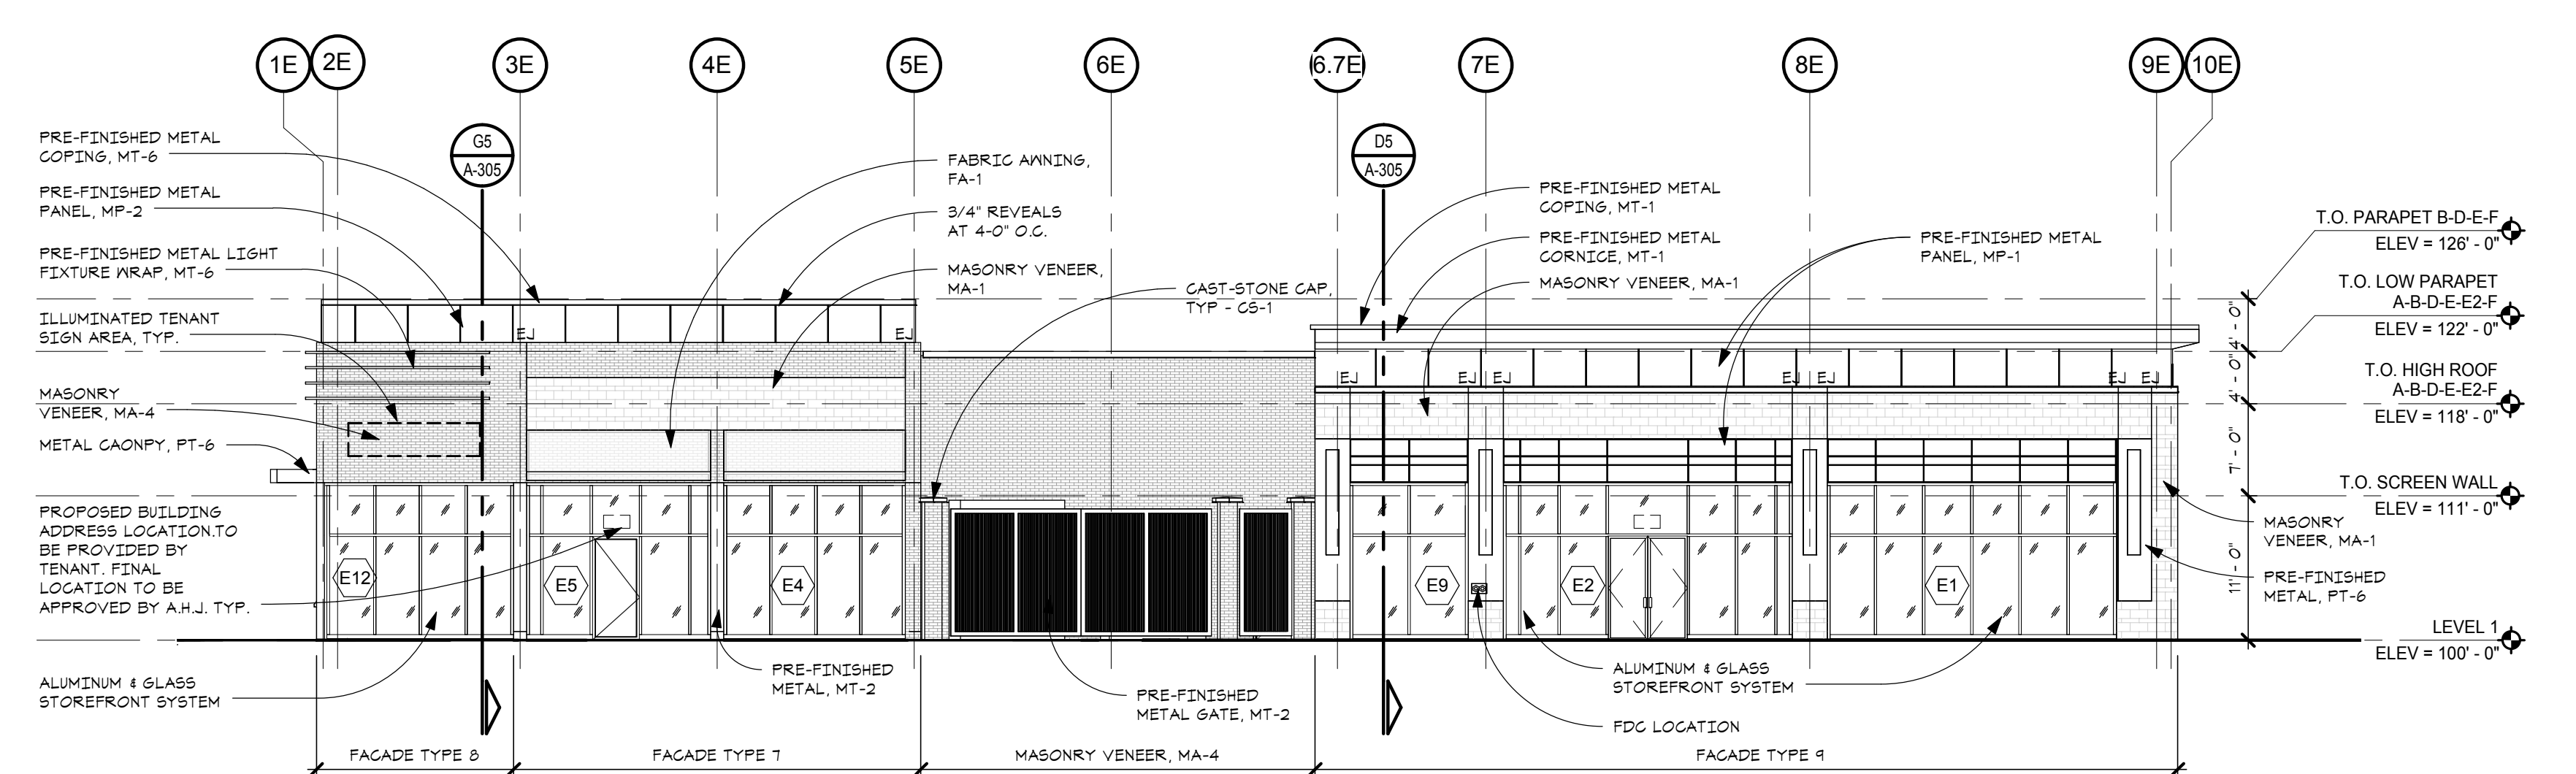 1E
2E
3E
4E
5E
6E
6.7E
7E
8E
9E
10E
G5
A-305
D5
A-305
PRE-FINISHED METAL
COPING, MT-6
PRE-FINISHED METAL
PANEL, MP-2
PRE-FINISHED METAL LIGHT
FIXTURE WRAP, MT-6
ILLUMINATED TENANT
SIGN AREA, TYP.
MASONRY
VENEER, MA-4
METAL CAONPY, PT-6
PROPOSED BUILDING
ADDRESS LOCATION.TO
BE PROVIDED BY
TENANT. FINAL
LOCATION TO BE
APPROVED BY A.H.J. TYP.
ALUMINUM & GLASS
STOREFRONT SYSTEM
FABRIC AWNING,
FA-1
3/4" REVEALS
AT 4-0" O.C.
MASONRY VENEER,
MA-1
CAST-STONE CAP,
TYP - CS-1
PRE-FINISHED METAL
COPING, MT-1
PRE-FINISHED METAL
CORNICE, MT-1
MASONRY VENEER, MA-1
PRE-FINISHED METAL
PANEL, MP-1
T.O. PARAPET B-D-E-F
ELEV = 126' - 0"
T.O. LOW PARAPET
A-B-D-E-E2-F
ELEV = 122' - 0"
T.O. HIGH ROOF
A-B-D-E-E2-F
ELEV = 118' - 0"
T.O. SCREEN WALL
ELEV = 111' - 0"
LEVEL 1
ELEV = 100' - 0"
4' - 0"
4' - 0"
7' - 0"
11' - 0"
EJ
EJ
EJ
EJ
EJ
EJ
EJ
EJ
EJ
E12
E5
E4
E9
E2
E1
MASONRY
VENEER, MA-1
PRE-FINISHED
METAL, PT-6
PRE-FINISHED
METAL, MT-2
PRE-FINISHED
METAL GATE, MT-2
ALUMINUM & GLASS
STOREFRONT SYSTEM
FDC LOCATION
FACADE TYPE 8
FACADE TYPE 7
MASONRY VENEER, MA-4
FACADE TYPE 9